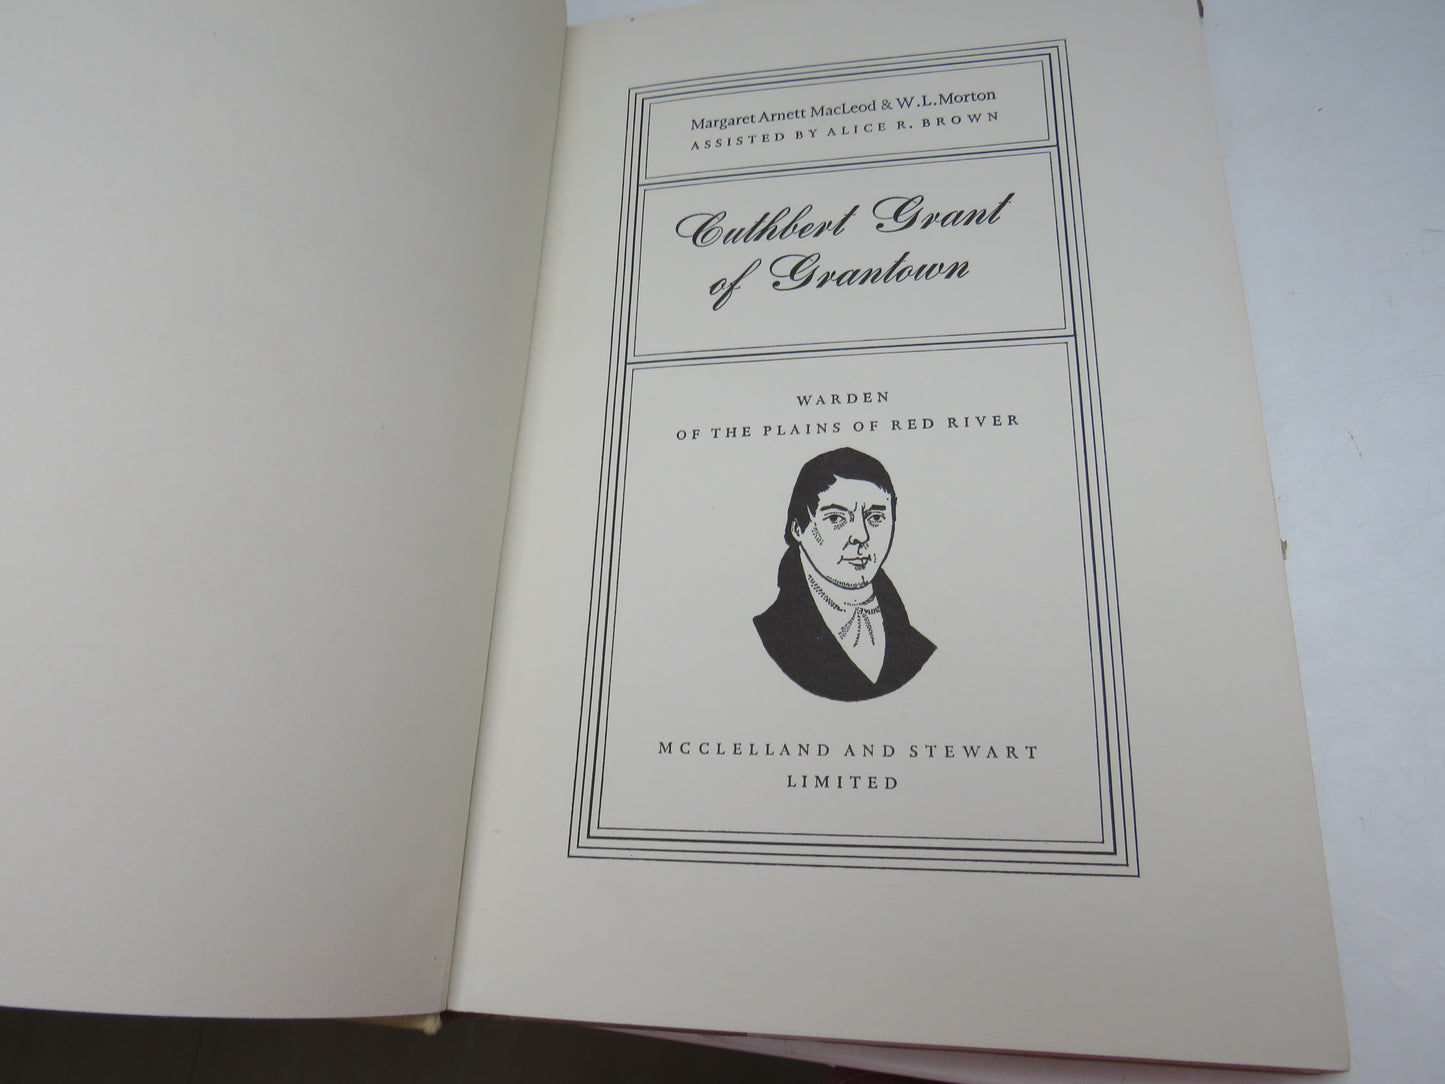 Margaret Arnett MacLeod & W.L.Morton
ASSISTED BY ALICE R. BROWN
Cuthbert Grant
of Grantown
WARDEN
OF THE PLAINS OF RED RIVER
MCCLELLAND AND STEWART
LIMITED